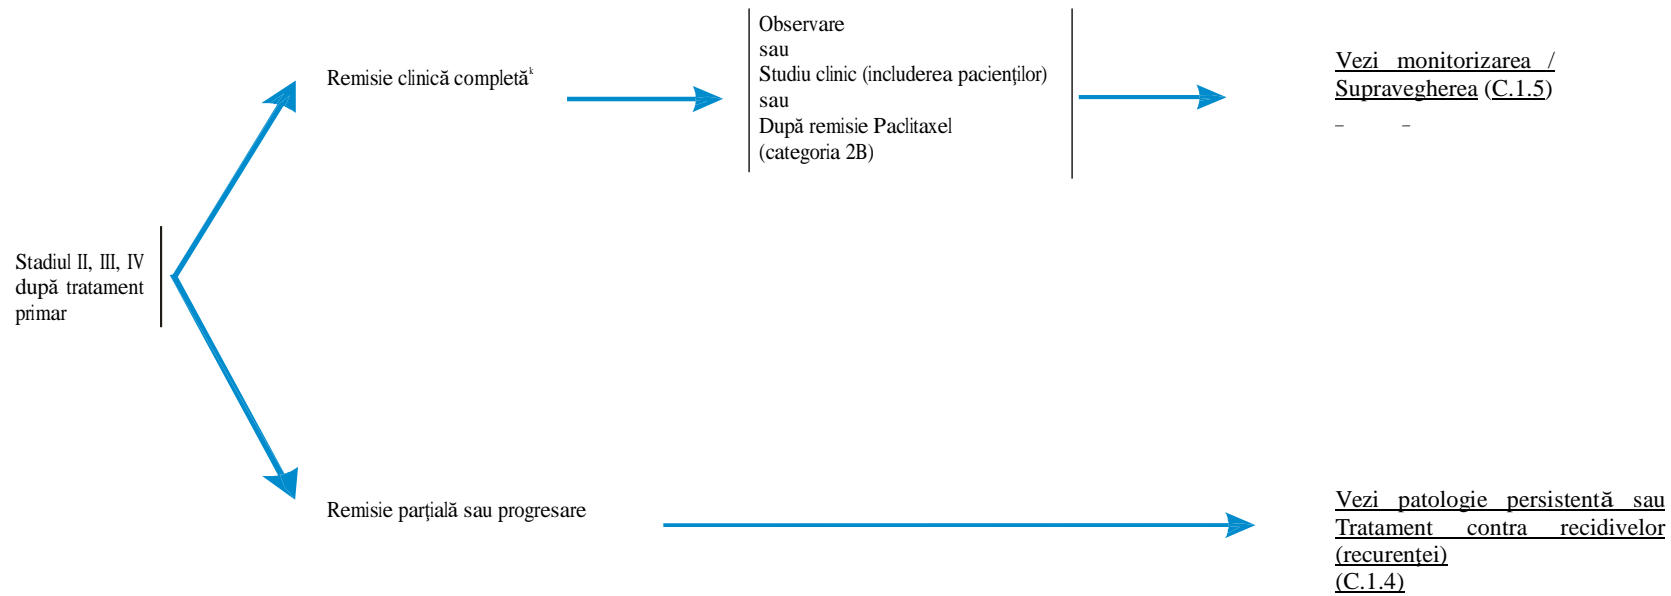 Observare
sau
Studiu clinic (includerea pacienților)
sau
După remisie Paclitaxel
(categoria 2B)
Remisie clinică completăᵏ
Vezi monitorizarea /
Supravegherea (C.1.5)
Stadiul II, III, IV
după tratament
primar
Remisie parțială sau progresare
Vezi patologie persistentă sau
Tratament contra recidivelor
(recurenței)
(C.1.4)